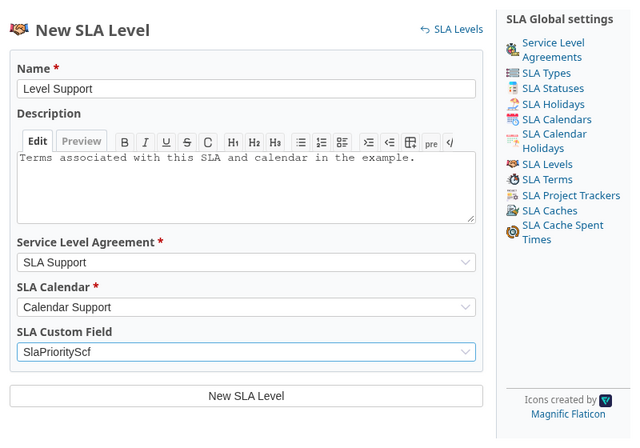 New SLA Level
SLA Levels
Name *
Level Support
Description
Edit Preview B I U S C H1 H2 H3 pre
Terms associated with this SLA and calendar in the example.
Service Level Agreement *
SLA Support
SLA Calendar *
Calendar Support
SLA Custom Field
SlaPriorityScf
New SLA Level
SLA Global settings
Service Level
Agreements
SLA Types
SLA Statuses
SLA Holidays
SLA Calendars
SLA Calendar
Holidays
SLA Levels
SLA Terms
SLA Project Trackers
SLA Caches
SLA Cache Spent
Times
Icons created by
Magnific Flaticon